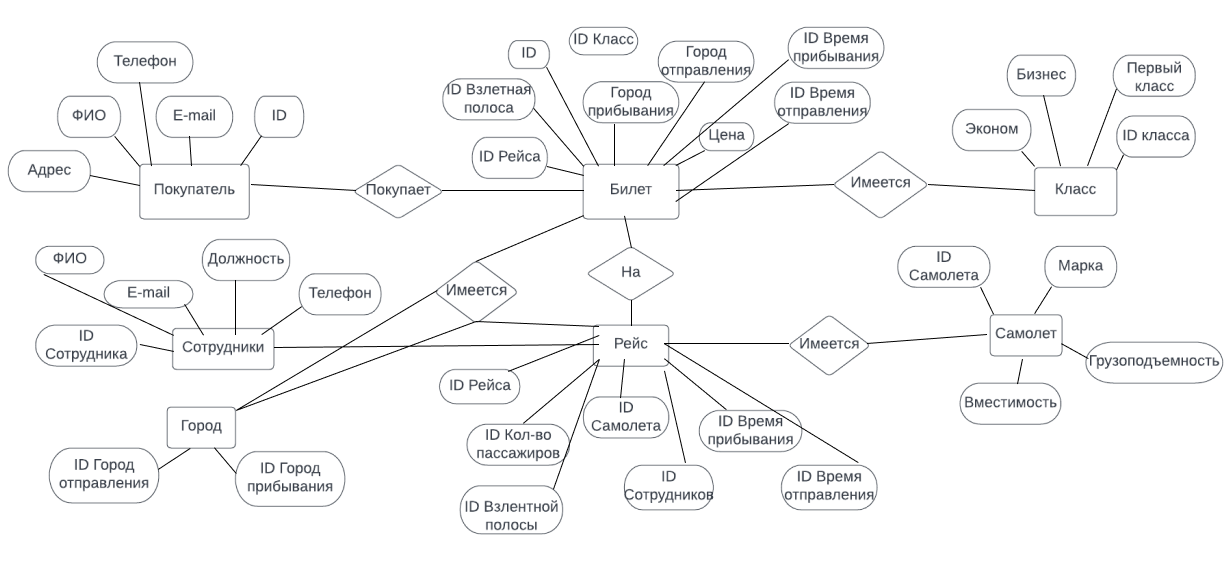 Телефон
ФИО
E-mail
ID
Адрес
Покупатель
Покупает
ID
ID Класс
Город
отправления
ID Время
прибывания
ID Взлетная
полоса
Город
прибывания
ID Время
отправления
Цена
ID Рейса
Билет
Имеется
Бизнес
Первый
класс
Эконом
ID класса
Класс
ФИО
Должность
E-mail
Телефон
ID
Сотрудника
Сотрудники
Имеется
На
Рейс
Имеется
ID
Самолета
Марка
Самолет
Грузоподъемность
Вместимость
Город
ID Город
отправления
ID Город
прибывания
ID Рейса
ID
Самолета
ID Кол-во
пассажиров
ID Время
прибывания
ID Взлентной
полосы
ID
Сотрудников
ID Время
отправления